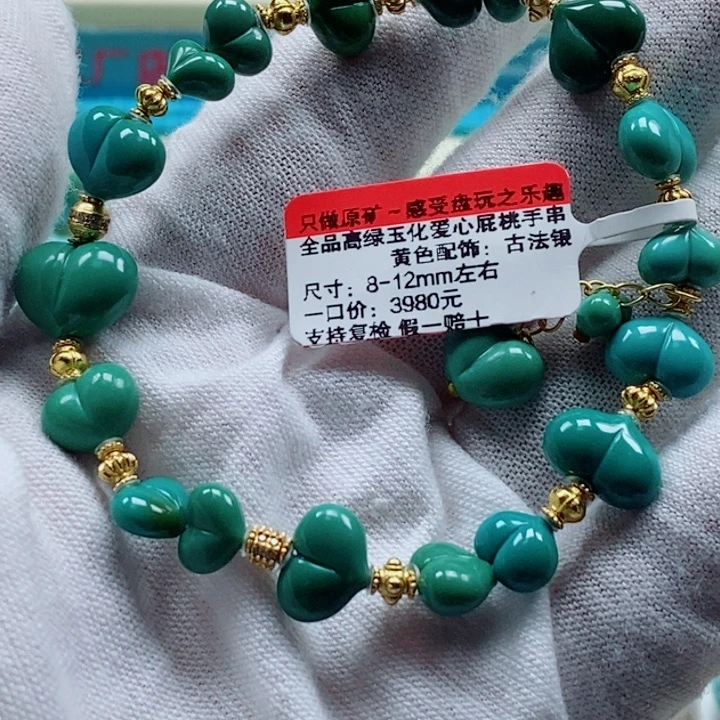 只做原矿~感受盘玩之乐趣
全品高绿玉化爱心屁桃手串
黄色配饰：古法银
尺寸：8-12mm左右
一口价：3980元
支持复检 假一赔十